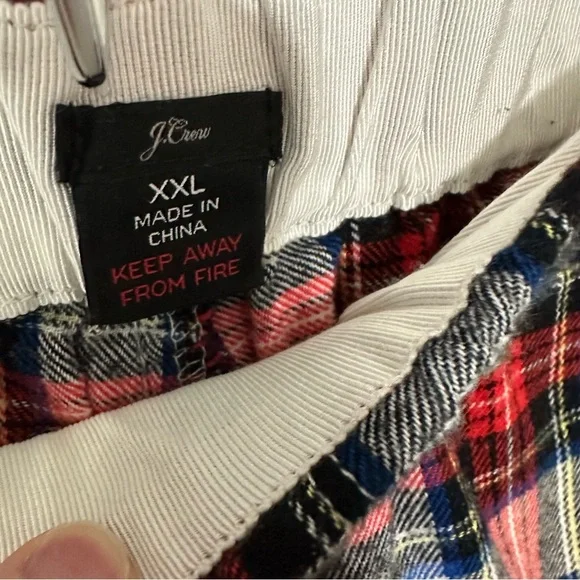 J.Crew
XXL
MADE IN
CHINA
KEEP AWAY
FROM FIRE